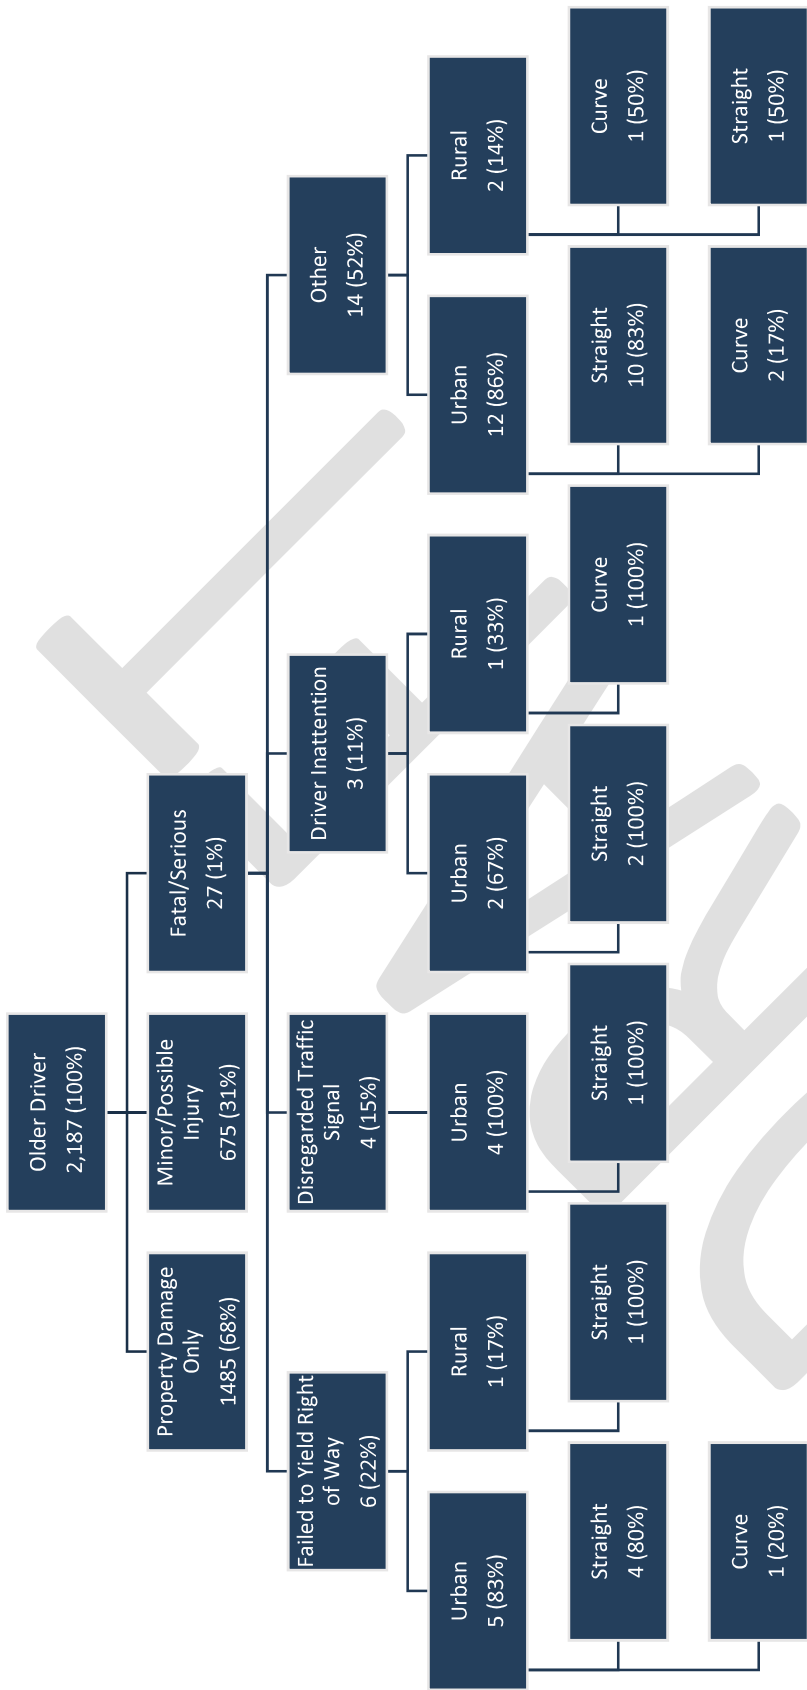 Older Driver
2,187 (100%)
Property Damage
Only
1485 (68%)
Minor/Possible
Injury
675 (31%)
Fatal/Serious
27 (1%)
Failed to Yield Right
of Way
6 (22%)
Disregarded Traffic
Signal
4 (15%)
Driver Inattention
3 (11%)
Other
14 (52%)
Urban
5 (83%)
Rural
1 (17%)
Urban
4 (100%)
Urban
2 (67%)
Rural
1 (33%)
Urban
12 (86%)
Rural
2 (14%)
Straight
4 (80%)
Straight
1 (100%)
Straight
1 (100%)
Straight
2 (100%)
Curve
1 (100%)
Straight
10 (83%)
Curve
1 (50%)
Curve
1 (20%)
Curve
2 (17%)
Straight
1 (50%)
DRAFT